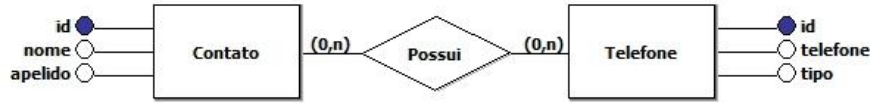 id
nome
apelido
Contato
(0,n)
Possui
(0,n)
Telefone
id
telefone
tipo